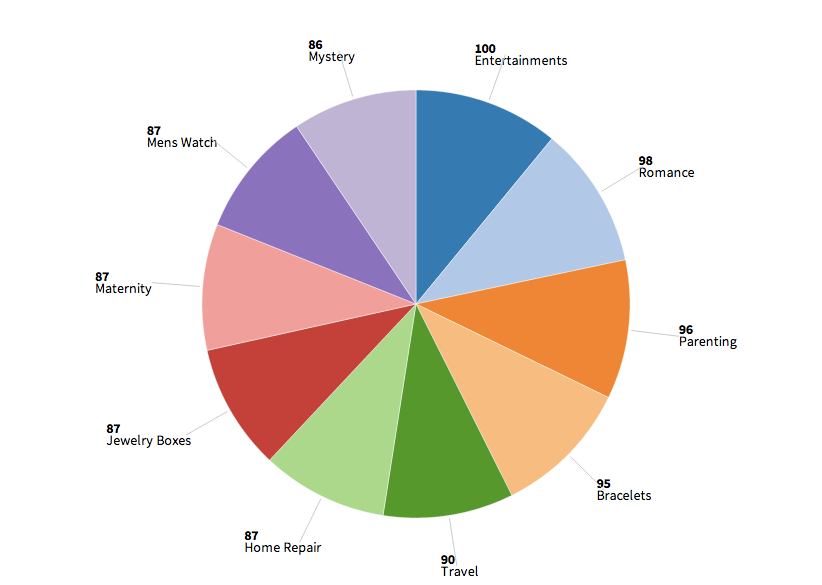 100
Entertainments
98
Romance
96
Parenting
95
Bracelets
90
Travel
87
Home Repair
87
Jewelry Boxes
87
Maternity
87
Mens Watch
86
Mystery